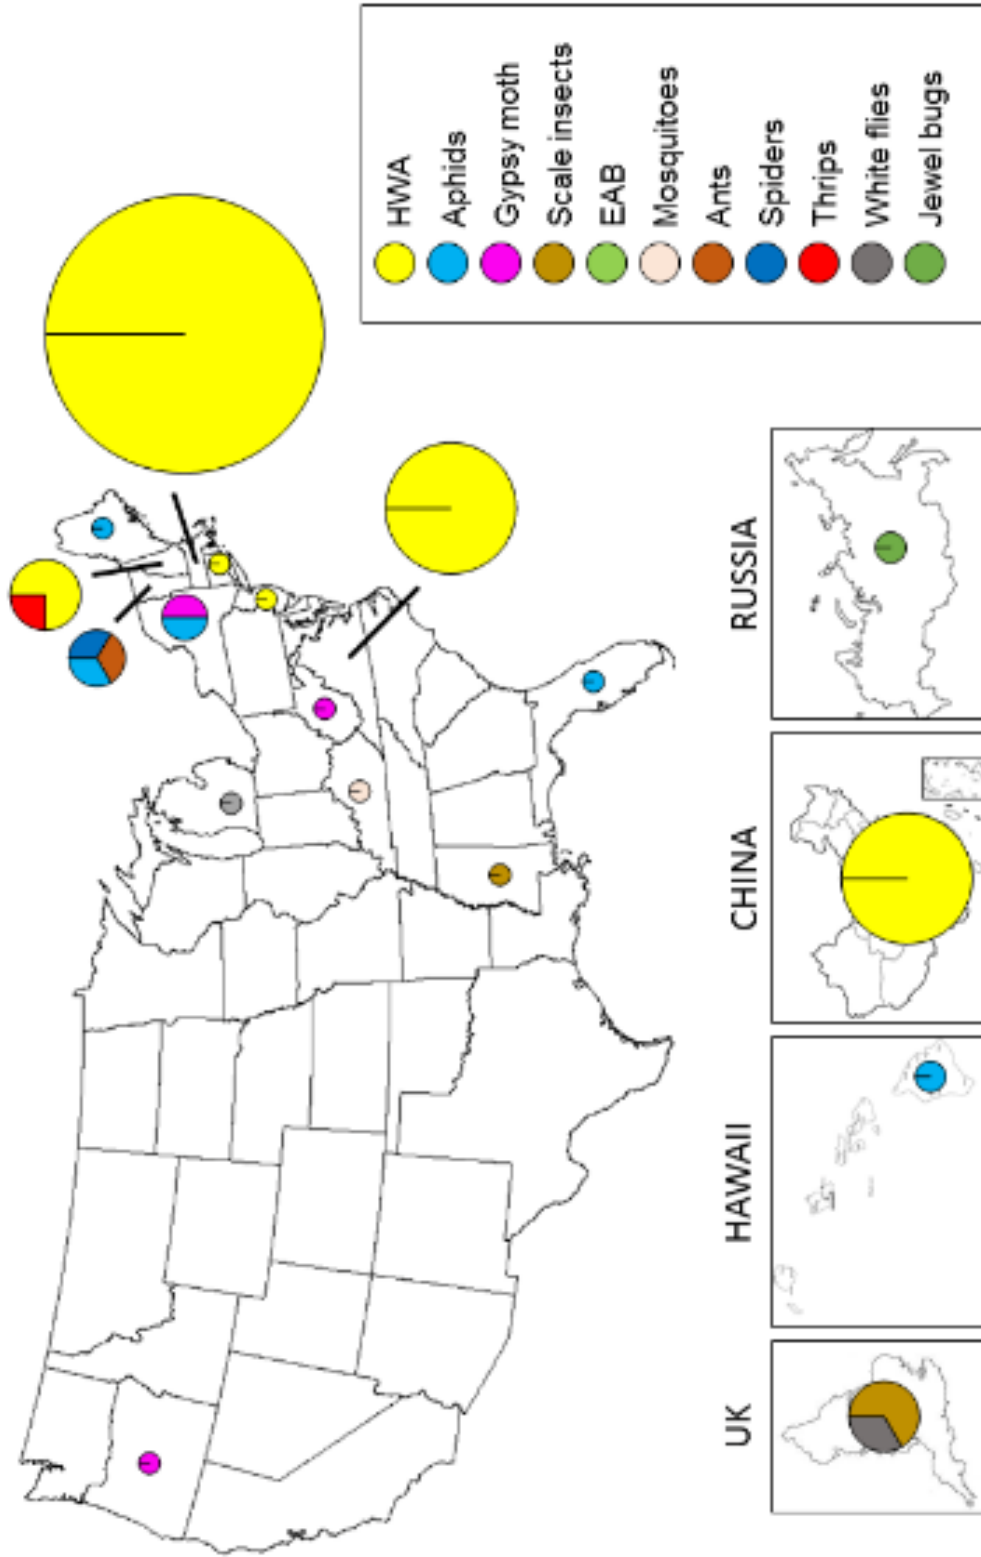 HWA
Aphids
Gypsy moth
Scale insects
EAB
Mosquitoes
Ants
Spiders
Thrips
White flies
Jewel bugs
UK
HAWAII
CHINA
RUSSIA